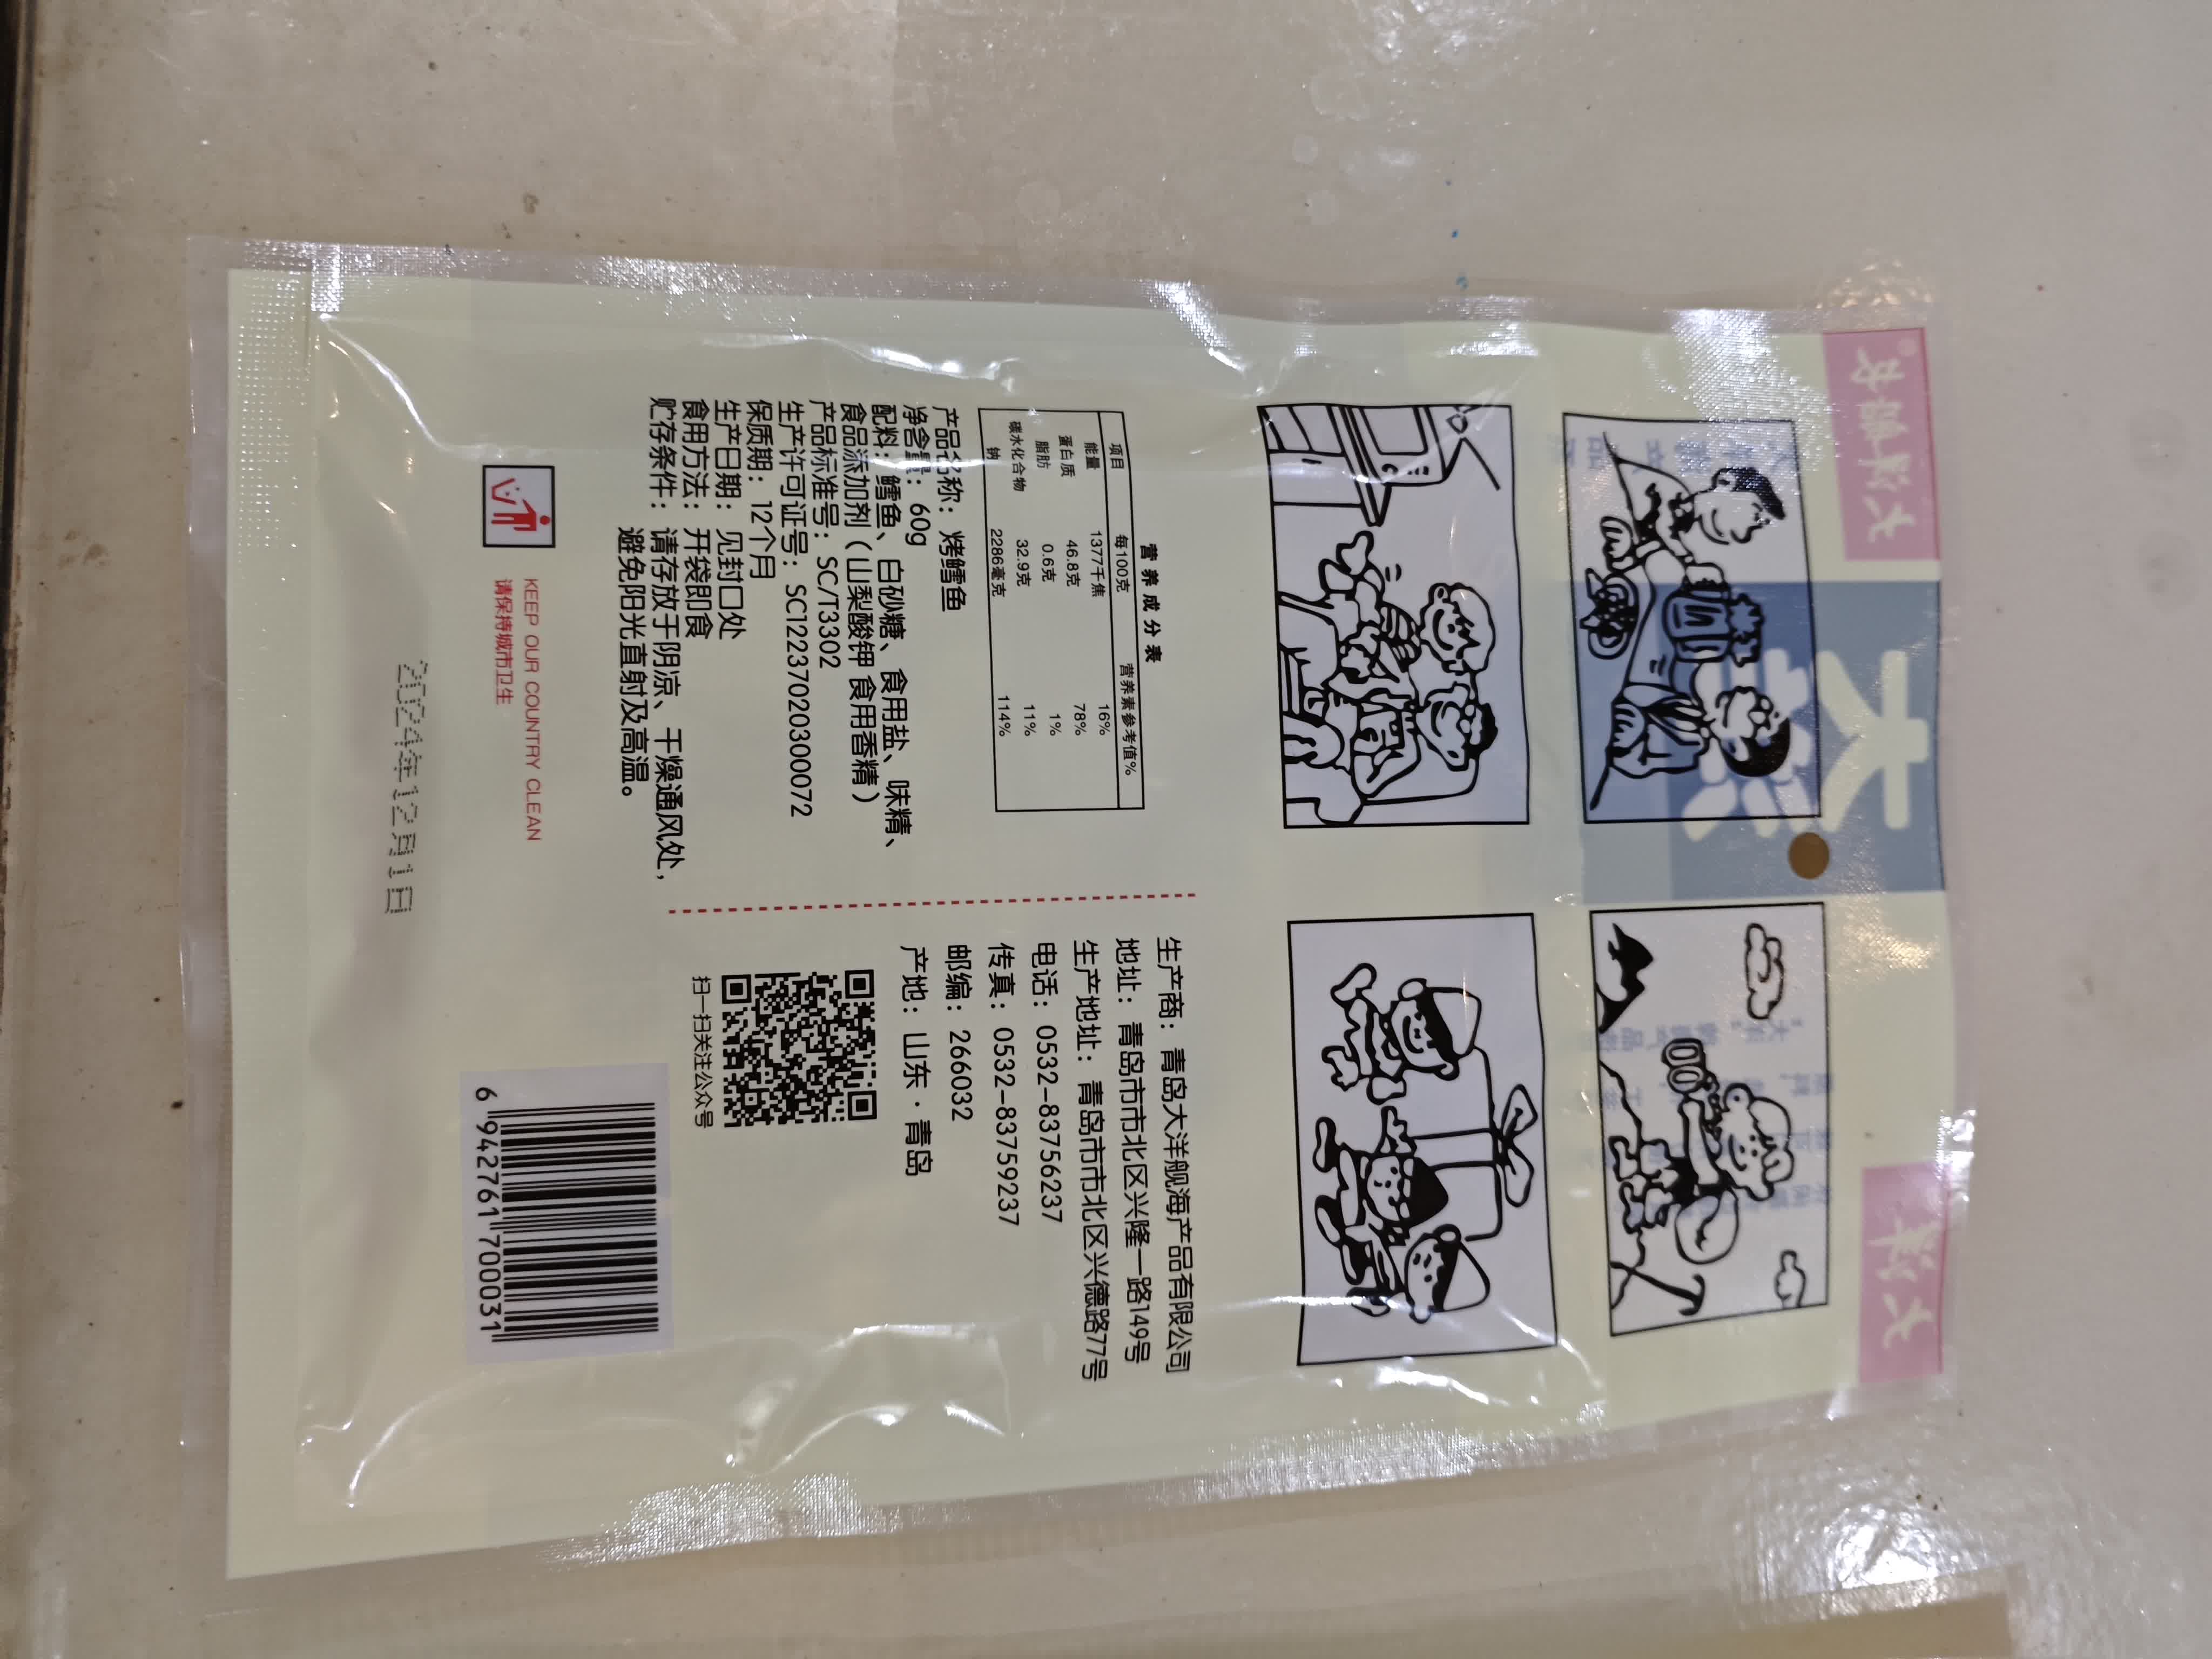 营养成分表
项目 每100克 营养素参考值%
能量 1377千焦 16%
蛋白质 46.8克 78%
脂肪 0.6克 1%
碳水化合物 32.9克 11%
钠 2286毫克 114%
产品名称：烤鳕鱼
净含量：60g
配料：鳕鱼、白砂糖、食用盐、味精、
食品添加剂（山梨酸钾 食用香精）
产品标准号：SC/T3302
生产许可证号：SC12237020300072
保质期：12个月
生产日期：见封口处
食用方法：开袋即食
贮存条件：请存放于阴凉、干燥通风处，
避免阳光直射及高温。
KEEP OUR COUNTRY CLEAN
请保持城市卫生
2024年12月1日
生产商：青岛大洋舰海产品有限公司
地址：青岛市市北区兴隆一路149号
生产地址：青岛市市北区兴德路77号
电话：0532-83756237
传真：0532-83759237
邮编：266032
产地：山东·青岛
扫一扫关注公众号
6 942761 700031